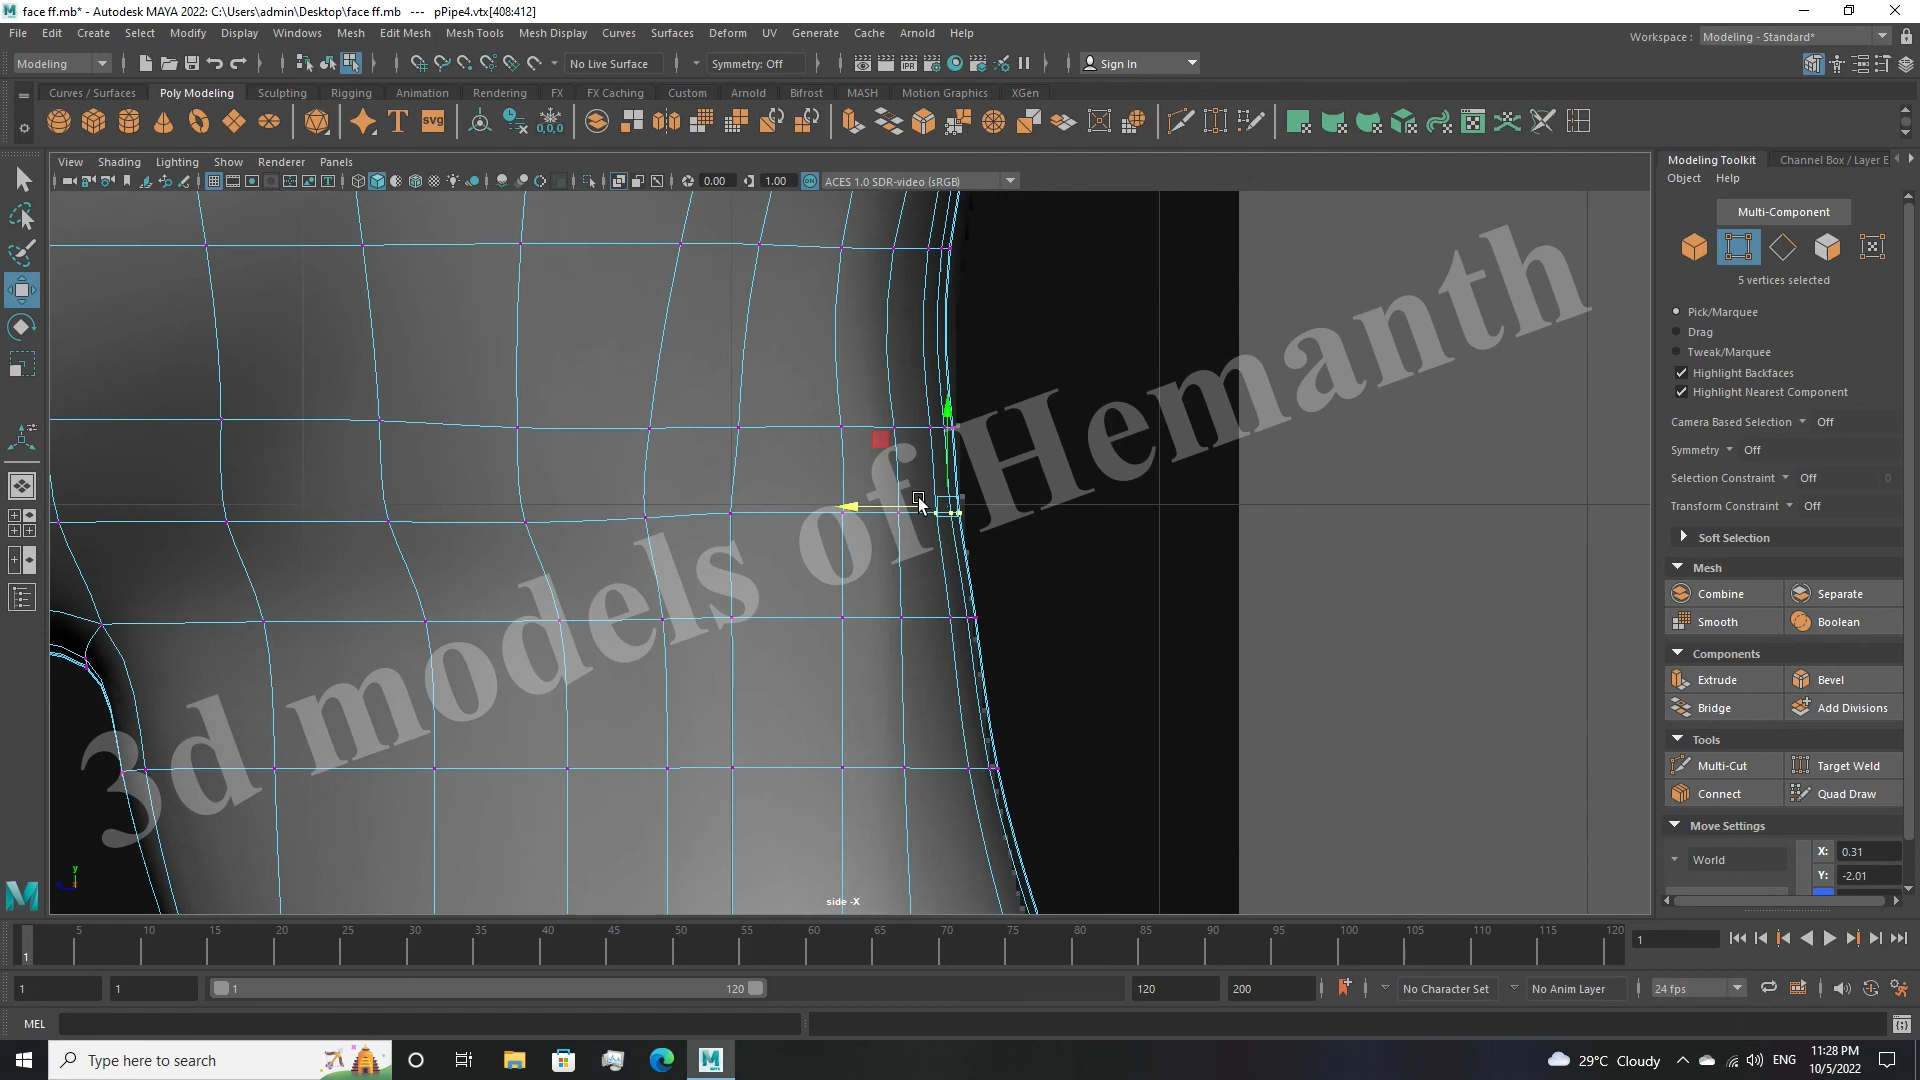 face ff.mb* - Autodesk MAYA 2022: C:\Users\admin\Desktop\face ff.mb   ---   pPipe4.vtx[408:412]
File Edit Create Select Modify Display Windows Mesh Edit Mesh Mesh Tools Mesh Display Curves Surfaces Deform UV Generate Cache Arnold Help
Workspace : Modeling - Standard*
Modeling No Live Surface Symmetry: Off Sign In
Curves / Surfaces Poly Modeling Sculpting Rigging Animation Rendering FX FX Caching Custom Arnold Bifrost MASH Motion Graphics XGen
T svg 0,0,0
View Shading Lighting Show Renderer Panels
0.00 1.00 ACES 1.0 SDR-video (sRGB)
Modeling Toolkit Channel Box / Layer E
Object Help
Multi-Component
5 vertices selected
Pick/Marquee
Drag
Tweak/Marquee
Highlight Backfaces
Highlight Nearest Component
Camera Based Selection Off
Symmetry Off
Selection Constraint Off 0
Transform Constraint Off
Soft Selection
Mesh
Combine Separate
Smooth Boolean
Components
Extrude Bevel
Bridge Add Divisions
Tools
Multi-Cut Target Weld
Connect Quad Draw
Move Settings
World X: 0.31
Y: -2.01
3d models of Hemanth
y
side -X
5 10 15 20 25 30 35 40 45 50 55 60 65 70 75 80 85 90 95 100 105 110 115 120
1 1
1 1 1 120 120 200 No Character Set No Anim Layer 24 fps
MEL
Type here to search 29°C Cloudy ENG 11:28 PM
10/5/2022